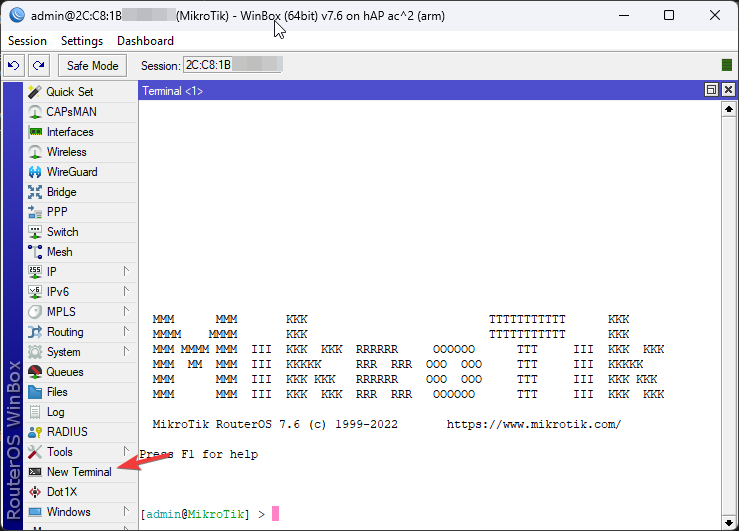 admin@2C:C8:1B (MikroTik) - WinBox (64bit) v7.6 on hAP ac^2 (arm)
Session Settings Dashboard
Safe Mode Session: 2C:C8:1B
Quick Set
CAPsMAN
Interfaces
Wireless
WireGuard
Bridge
PPP
Switch
Mesh
IP
IPv6
MPLS
Routing
System
Queues
Files
Log
RADIUS
Tools
New Terminal
Dot1X
Windows
RouterOS WinBox
Terminal <1>
MMM      MMM       KKK                          TTTTTTTTTTT      KKK
MMMM    MMMM       KKK                          TTTTTTTTTTT      KKK
MMM MMMM MMM  III  KKK  KKK  RRRRRR     OOOOOO      TTT     III  KKK  KKK
MMM  MM  MMM  III  KKKKK     RRR  RRR  OOO  OOO     TTT     III  KKKKK
MMM      MMM  III  KKK KKK   RRRRRR    OOO  OOO     TTT     III  KKK KKK
MMM      MMM  III  KKK  KKK  RRR  RRR   OOOOOO      TTT     III  KKK  KKK
MikroTik RouterOS 7.6 (c) 1999-2022       https://www.mikrotik.com/
Press F1 for help
[admin@MikroTik] >